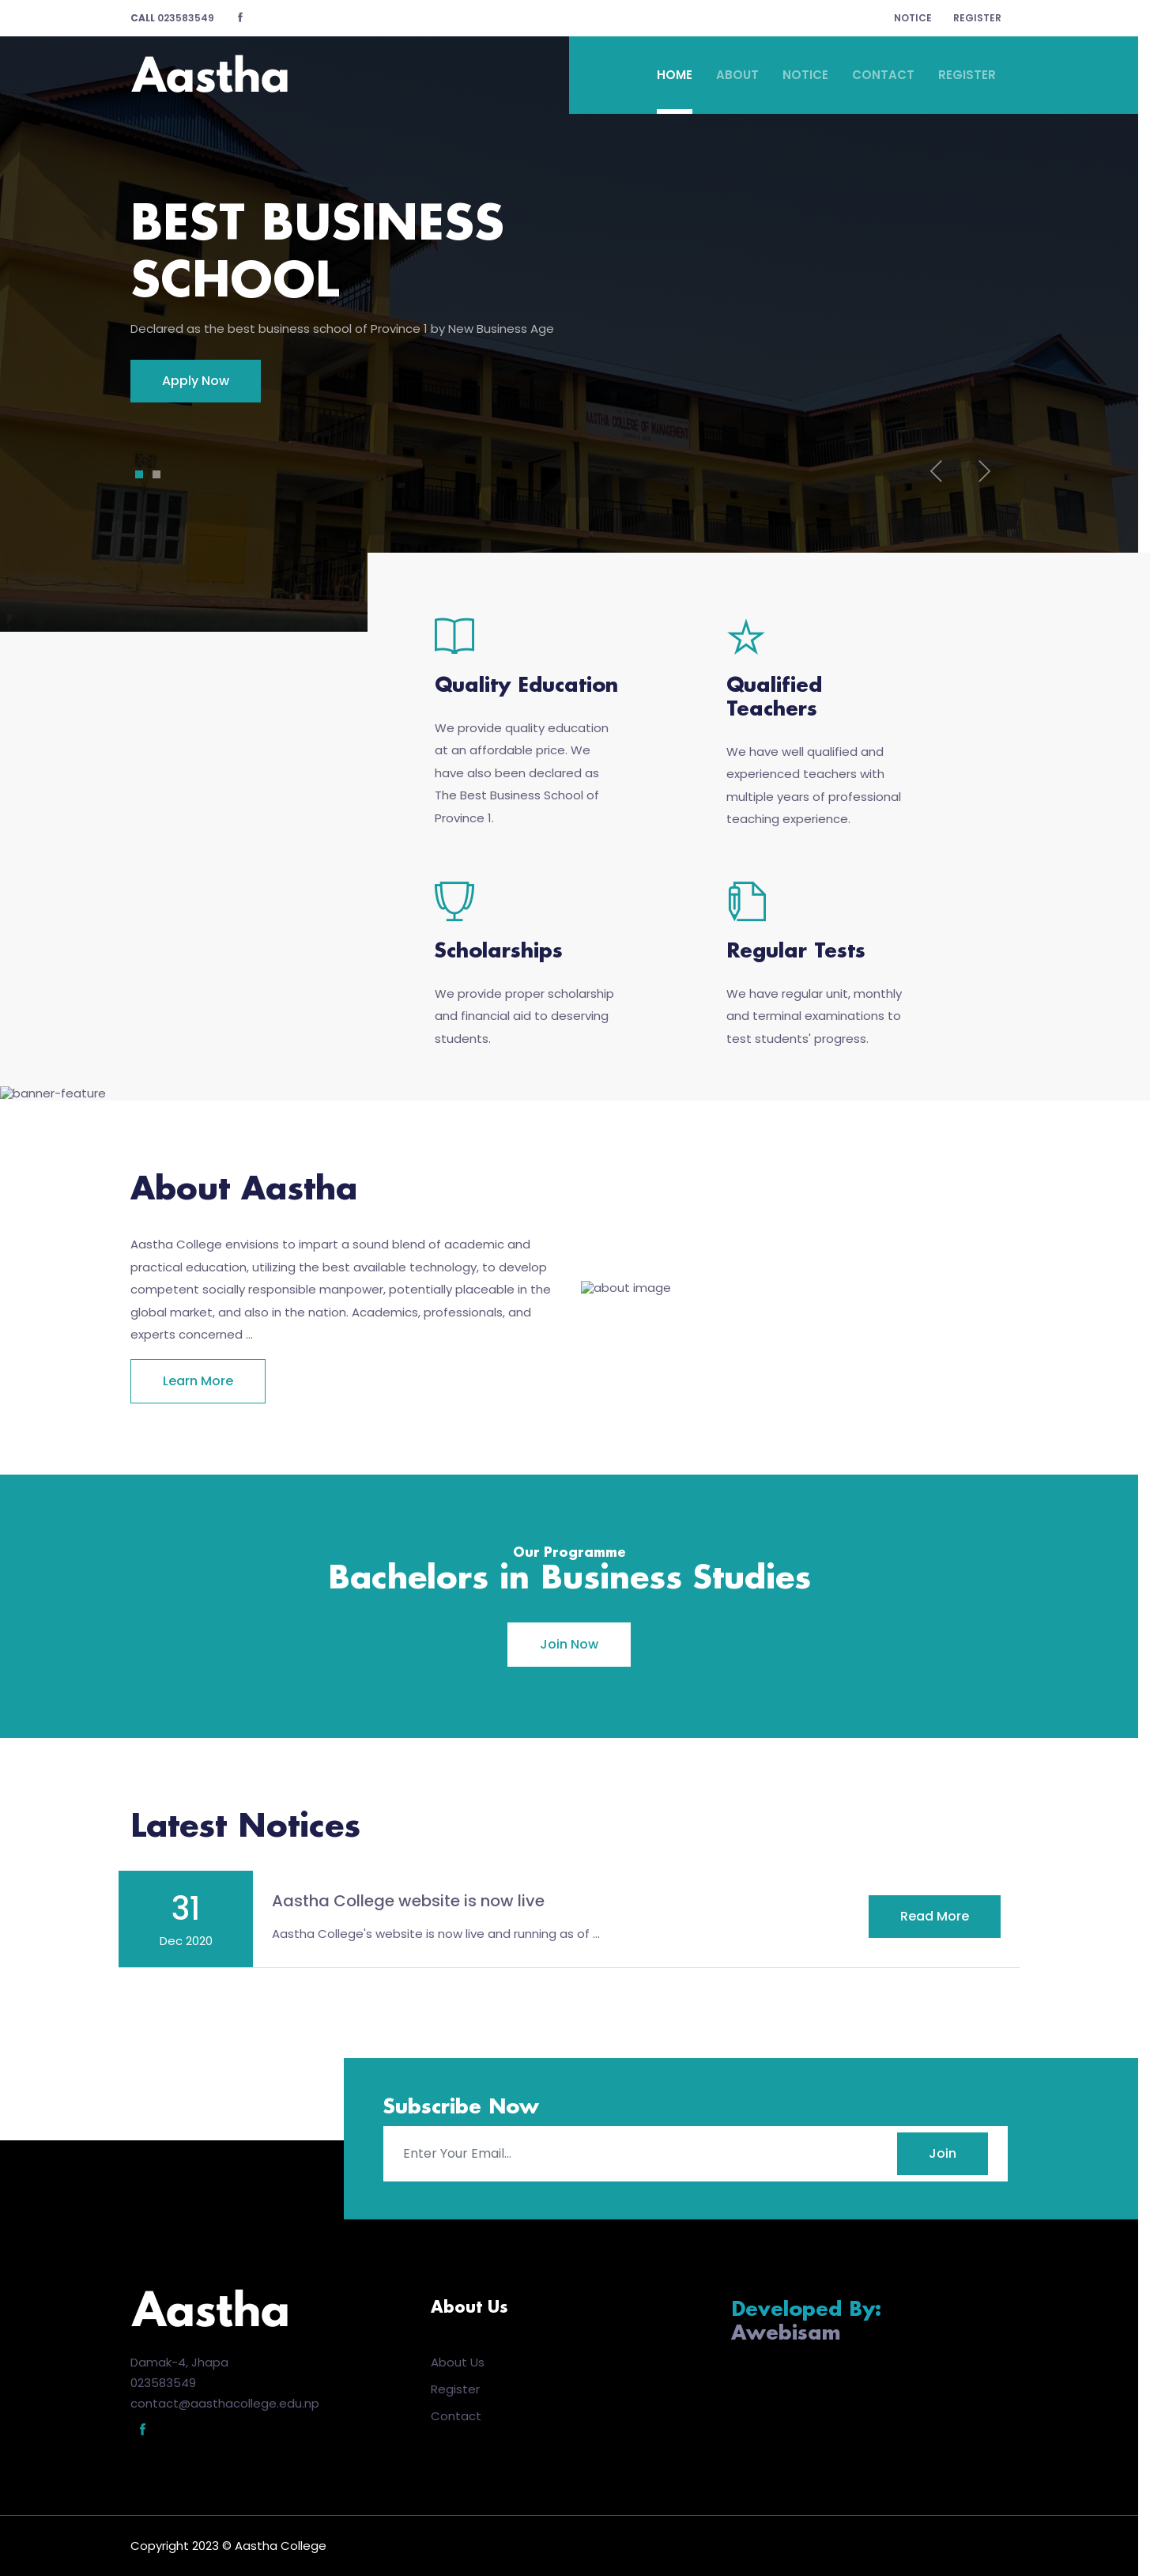 CALL 023583549
NOTICE REGISTER
Aastha
HOME ABOUT NOTICE CONTACT REGISTER
BEST BUSINESS
SCHOOL
Declared as the best business school of Province 1 by New Business Age
Apply Now
AASTHA COLLEGE OF MANAGEMENT
Quality Education
We provide quality education
at an affordable price. We
have also been declared as
The Best Business School of
Province 1.
Qualified
Teachers
We have well qualified and
experienced teachers with
multiple years of professional
teaching experience.
Scholarships
We provide proper scholarship
and financial aid to deserving
students.
Regular Tests
We have regular unit, monthly
and terminal examinations to
test students' progress.
banner-feature
About Aastha
Aastha College envisions to impart a sound blend of academic and
practical education, utilizing the best available technology, to develop
competent socially responsible manpower, potentially placeable in the
global market, and also in the nation. Academics, professionals, and
experts concerned ...
Learn More
about image
Our Programme
Bachelors in Business Studies
Join Now
Latest Notices
31
Dec 2020
Aastha College website is now live
Aastha College's website is now live and running as of ...
Read More
Subscribe Now
Enter Your Email...
Join
Aastha
Damak-4, Jhapa
023583549
contact@aasthacollege.edu.np
About Us
About Us
Register
Contact
Developed By:
Awebisam
Copyright 2023 © Aastha College